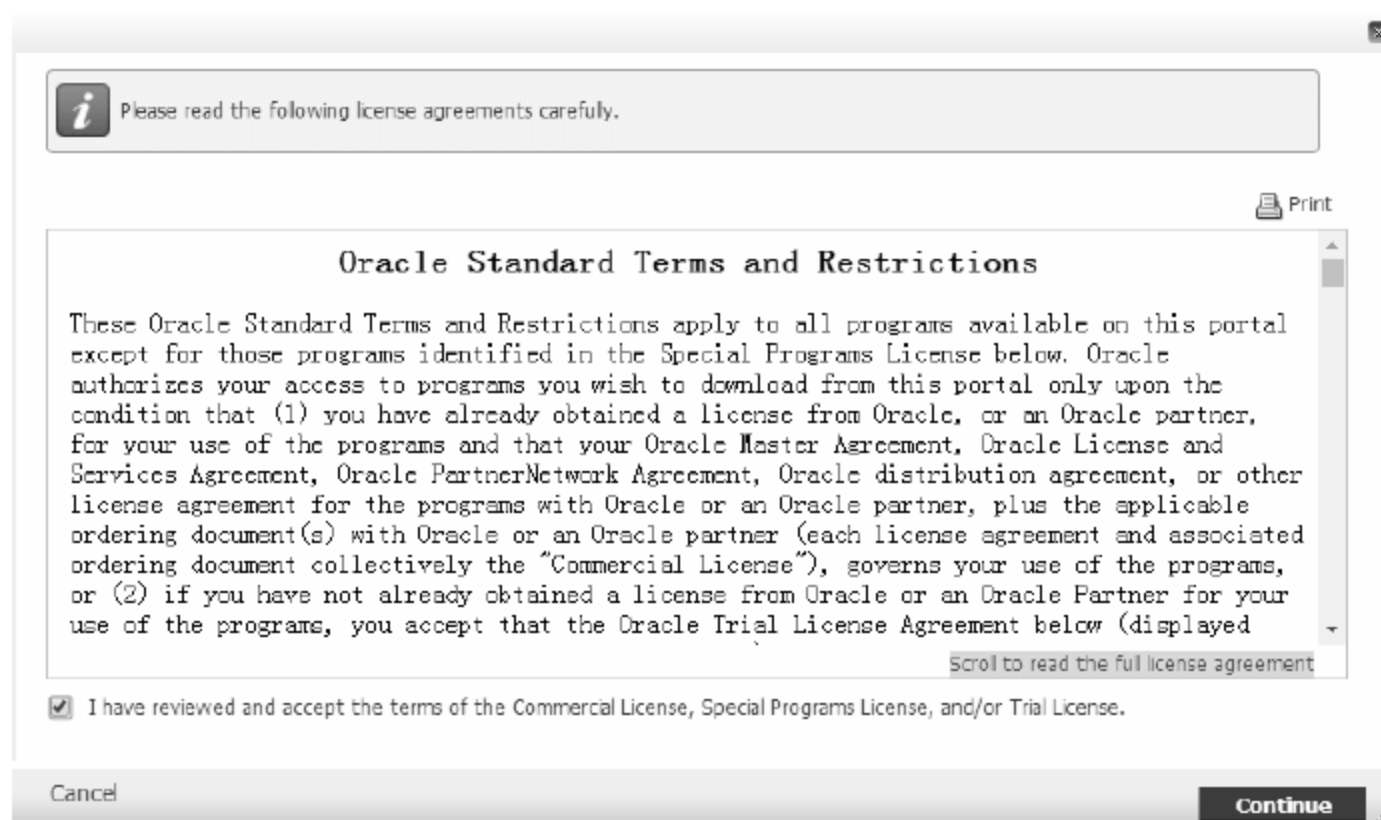 Please read the following license agreements carefully.
Print
Oracle Standard Terms and Restrictions
These Oracle Standard Terms and Restrictions apply to all programs available on this portal
except for those programs identified in the Special Programs License below. Oracle
authorizes your access to programs you wish to download from this portal only upon the
condition that (1) you have already obtained a license from Oracle, or an Oracle partner,
for your use of the programs and that your Oracle Master Agreement, Oracle License and
Services Agreement, Oracle PartnerNetwork Agreement, Oracle distribution agreement, or other
license agreement for the programs with Oracle or an Oracle partner, plus the applicable
ordering document(s) with Oracle or an Oracle partner (each license agreement and associated
ordering document collectively the "Commercial License"), governs your use of the programs,
or (2) if you have not already obtained a license from Oracle or an Oracle Partner for your
use of the programs, you accept that the Oracle Trial License Agreement below (displayed
Scroll to read the full license agreement
I have reviewed and accept the terms of the Commercial License, Special Programs License, and/or Trial License.
Cancel
Continue